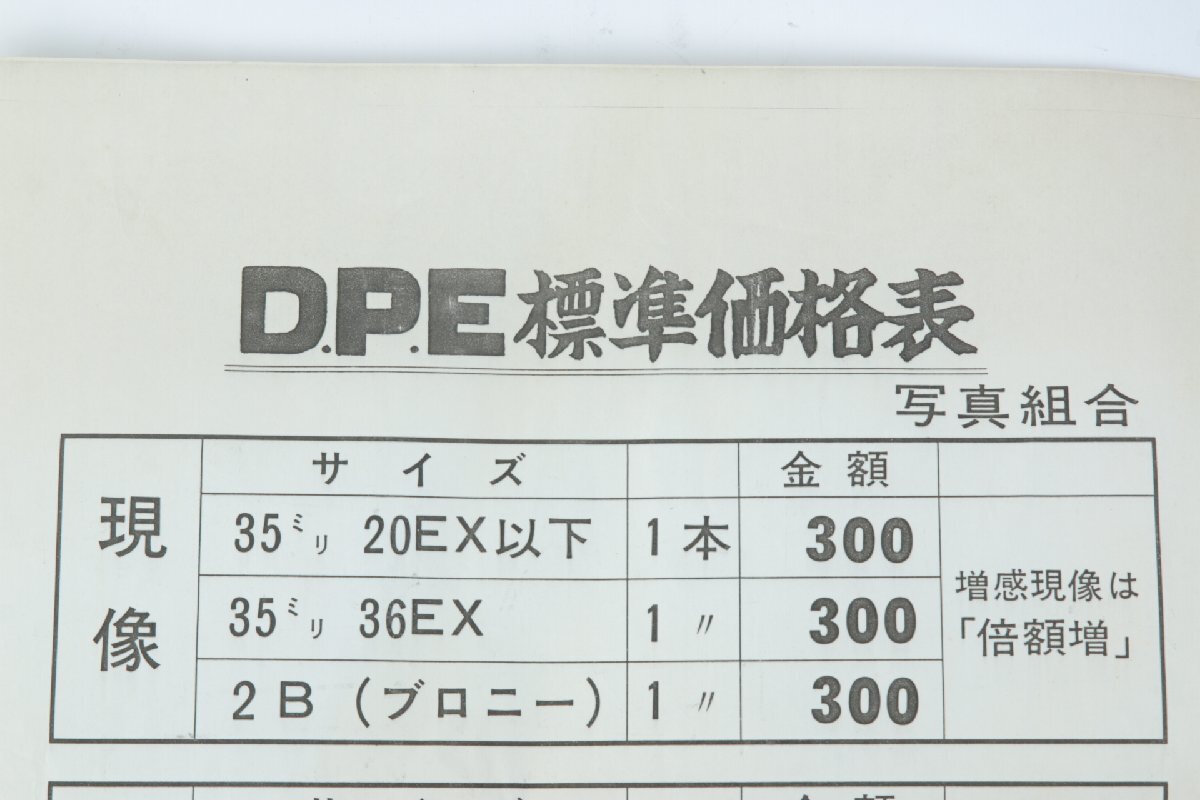 D.P.E標準価格表
写真組合
現像
サイズ 金額
35ミリ 20EX以下 1本 300
35ミリ 36EX 1〃 300
2B(ブロニー) 1〃 300
増感現像は
「倍額増」